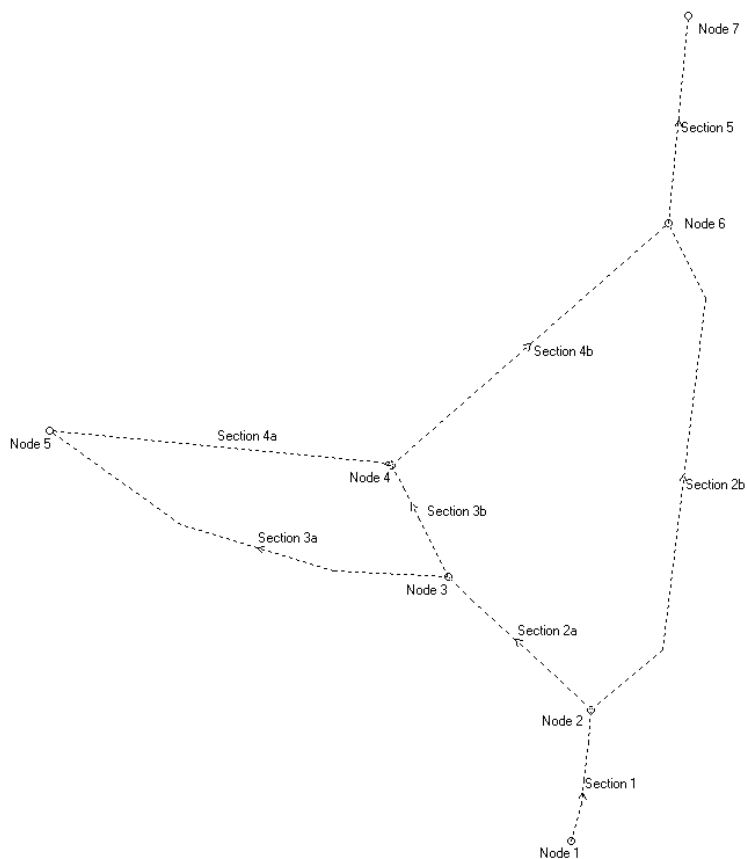 Node 7
Section 5
Node 6
Section 4b
Section 4a
Node 5
Node 4
Section 2b
Section 3b
Section 3a
Node 3
Section 2a
Node 2
Section 1
Node 1